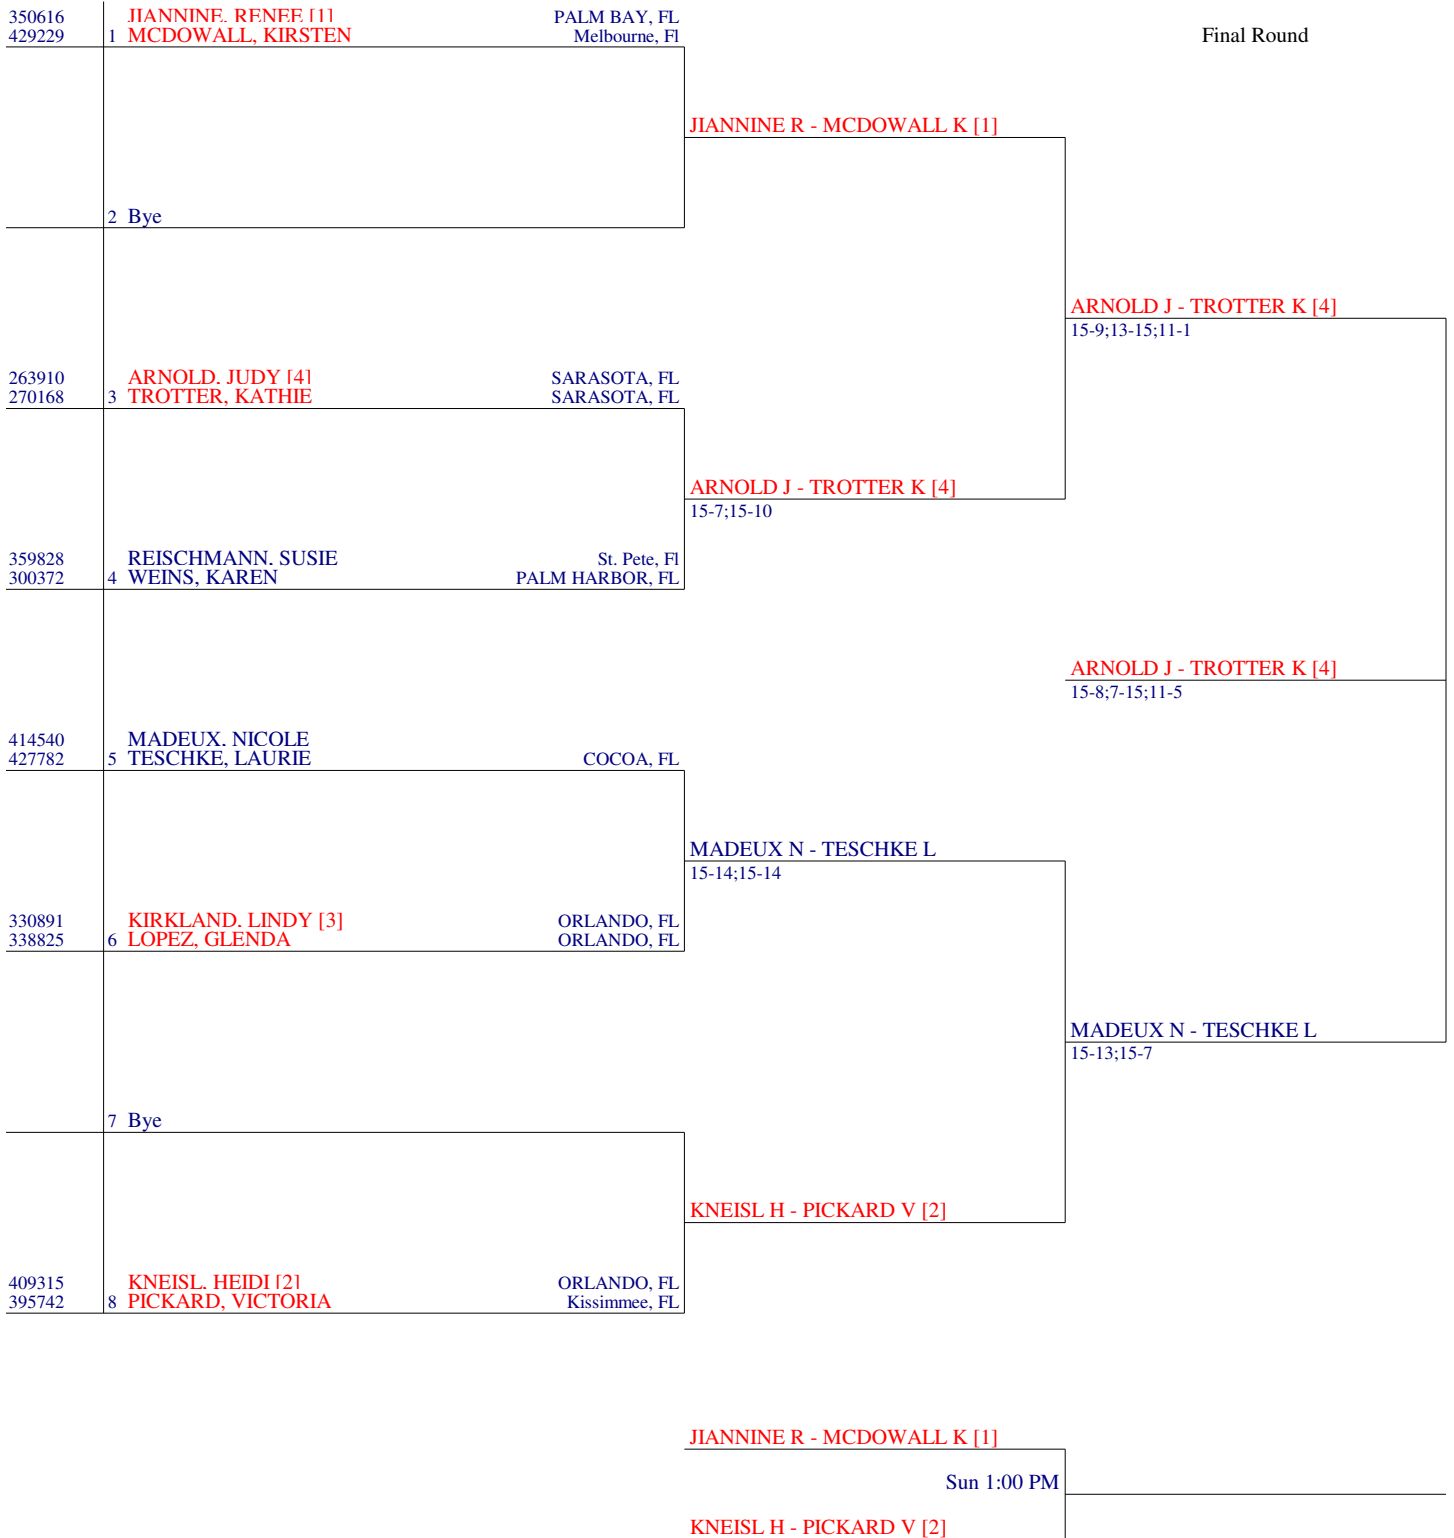 350616 JIANNINE, RENEE [1] PALM BAY, FL
429229 1 MCDOWALL, KIRSTEN Melbourne, Fl
Final Round
JIANNINE R - MCDOWALL K [1]
2 Bye
ARNOLD J - TROTTER K [4]
15-9;13-15;11-1
263910 ARNOLD, JUDY [4] SARASOTA, FL
270168 3 TROTTER, KATHIE SARASOTA, FL
ARNOLD J - TROTTER K [4]
15-7;15-10
359828 REISCHMANN, SUSIE St. Pete, Fl
300372 4 WEINS, KAREN PALM HARBOR, FL
ARNOLD J - TROTTER K [4]
15-8;7-15;11-5
414540 MADEUX, NICOLE
427782 5 TESCHKE, LAURIE COCOA, FL
MADEUX N - TESCHKE L
15-14;15-14
330891 KIRKLAND, LINDY [3] ORLANDO, FL
338825 6 LOPEZ, GLENDA ORLANDO, FL
MADEUX N - TESCHKE L
15-13;15-7
7 Bye
KNEISL H - PICKARD V [2]
409315 KNEISL, HEIDI [2] ORLANDO, FL
395742 8 PICKARD, VICTORIA Kissimmee, FL
JIANNINE R - MCDOWALL K [1]
Sun 1:00 PM
KNEISL H - PICKARD V [2]